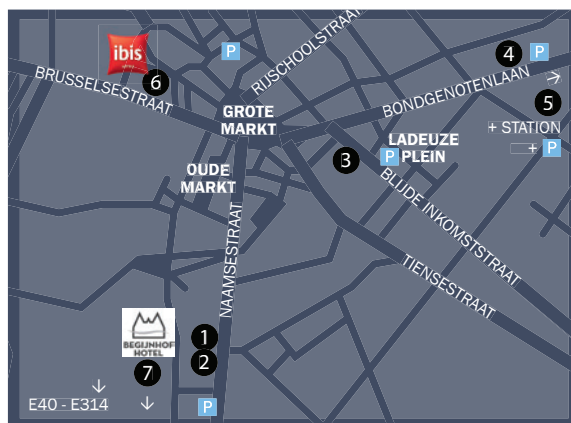 ibis
P
RIJSCHOOLSTRAAT
4
P
6
BRUSSELSESTRAAT
BONDGENOTENLAAN
5
GROTE
MARKT
+ STATION
+ P
LADEUZE
PLEIN
P
3
OUDE
MARKT
BLIJDE INKOMSTSTRAAT
NAAMSESTRAAT
TIENSESTRAAT
BEGIJNHOF
HOTEL
1
2
7
E40 - E314
P